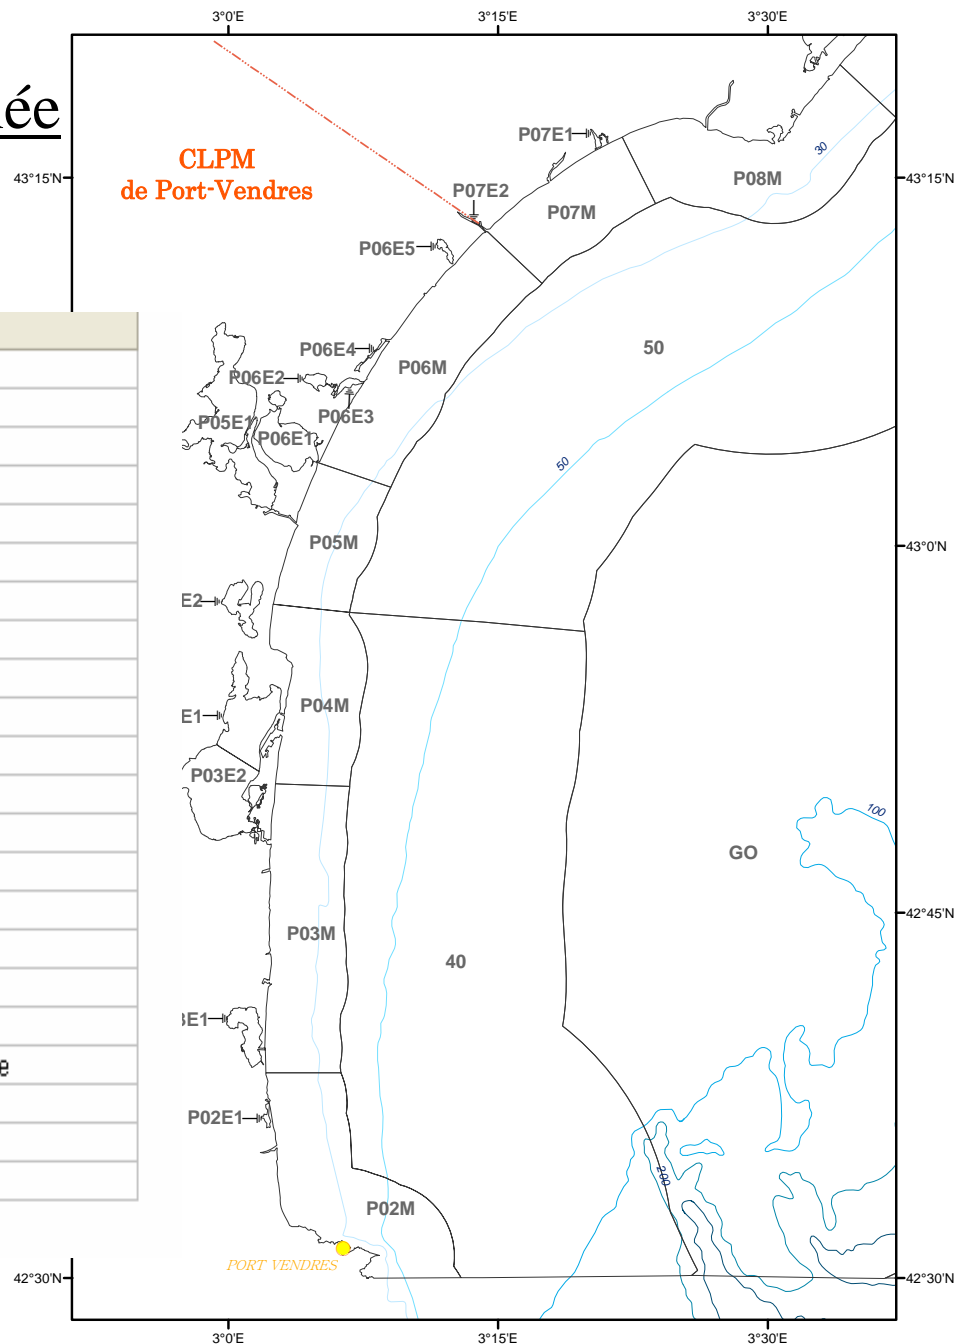 3°0'E 3°15'E 3°30'E
ée
CLPM
de Port-Vendres
43°15'N 43°15'N
P07E1
30
P08M
P07E2
P07M
P06E5
P06E4
50
P06M
P06E2
P06E3
P05E1
P06E1
50
P05M
43°0'N
E2
P04M
E1
P03E2
100
GO
42°45'N
P03M
40
E1
e
P02E1
200
P02M
PORT VENDRES
42°30'N 42°30'N
3°0'E 3°15'E 3°30'E